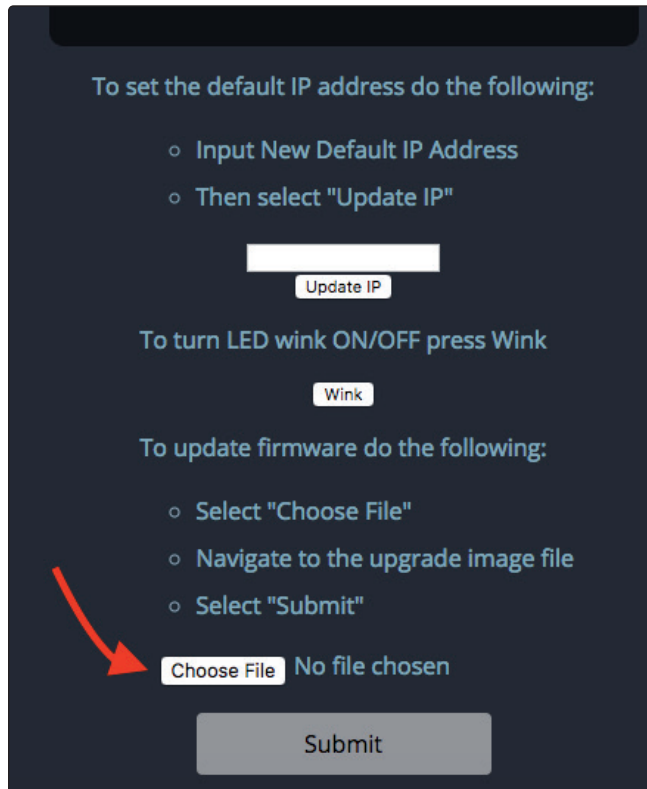 To set the default IP address do the following:
Input New Default IP Address
Then select "Update IP"
Update IP
To turn LED wink ON/OFF press Wink
Wink
To update firmware do the following:
Select "Choose File"
Navigate to the upgrade image file
Select "Submit"
Choose File No file chosen
Submit